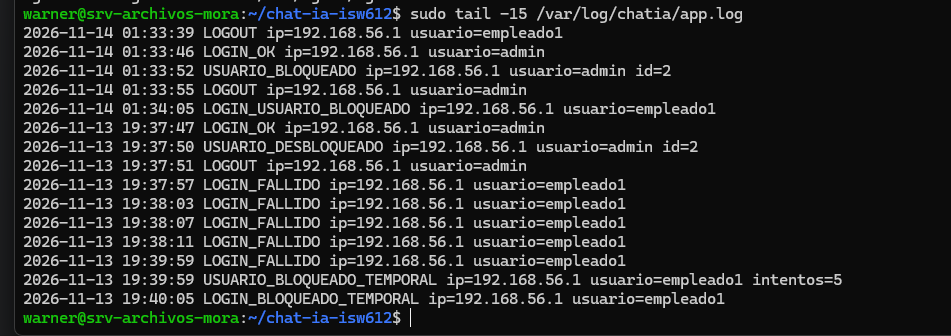 warner@srv-archivos-mora:~/chat-ia-isw612$ sudo tail -15 /var/log/chatia/app.log
2026-11-14 01:33:39 LOGOUT ip=192.168.56.1 usuario=empleado1
2026-11-14 01:33:46 LOGIN_OK ip=192.168.56.1 usuario=admin
2026-11-14 01:33:52 USUARIO_BLOQUEADO ip=192.168.56.1 usuario=admin id=2
2026-11-14 01:33:55 LOGOUT ip=192.168.56.1 usuario=admin
2026-11-14 01:34:05 LOGIN_USUARIO_BLOQUEADO ip=192.168.56.1 usuario=empleado1
2026-11-13 19:37:47 LOGIN_OK ip=192.168.56.1 usuario=admin
2026-11-13 19:37:50 USUARIO_DESBLOQUEADO ip=192.168.56.1 usuario=admin id=2
2026-11-13 19:37:51 LOGOUT ip=192.168.56.1 usuario=admin
2026-11-13 19:37:57 LOGIN_FALLIDO ip=192.168.56.1 usuario=empleado1
2026-11-13 19:38:03 LOGIN_FALLIDO ip=192.168.56.1 usuario=empleado1
2026-11-13 19:38:07 LOGIN_FALLIDO ip=192.168.56.1 usuario=empleado1
2026-11-13 19:38:11 LOGIN_FALLIDO ip=192.168.56.1 usuario=empleado1
2026-11-13 19:39:59 LOGIN_FALLIDO ip=192.168.56.1 usuario=empleado1
2026-11-13 19:39:59 USUARIO_BLOQUEADO_TEMPORAL ip=192.168.56.1 usuario=empleado1 intentos=5
2026-11-13 19:40:05 LOGIN_BLOQUEADO_TEMPORAL ip=192.168.56.1 usuario=empleado1
warner@srv-archivos-mora:~/chat-ia-isw612$